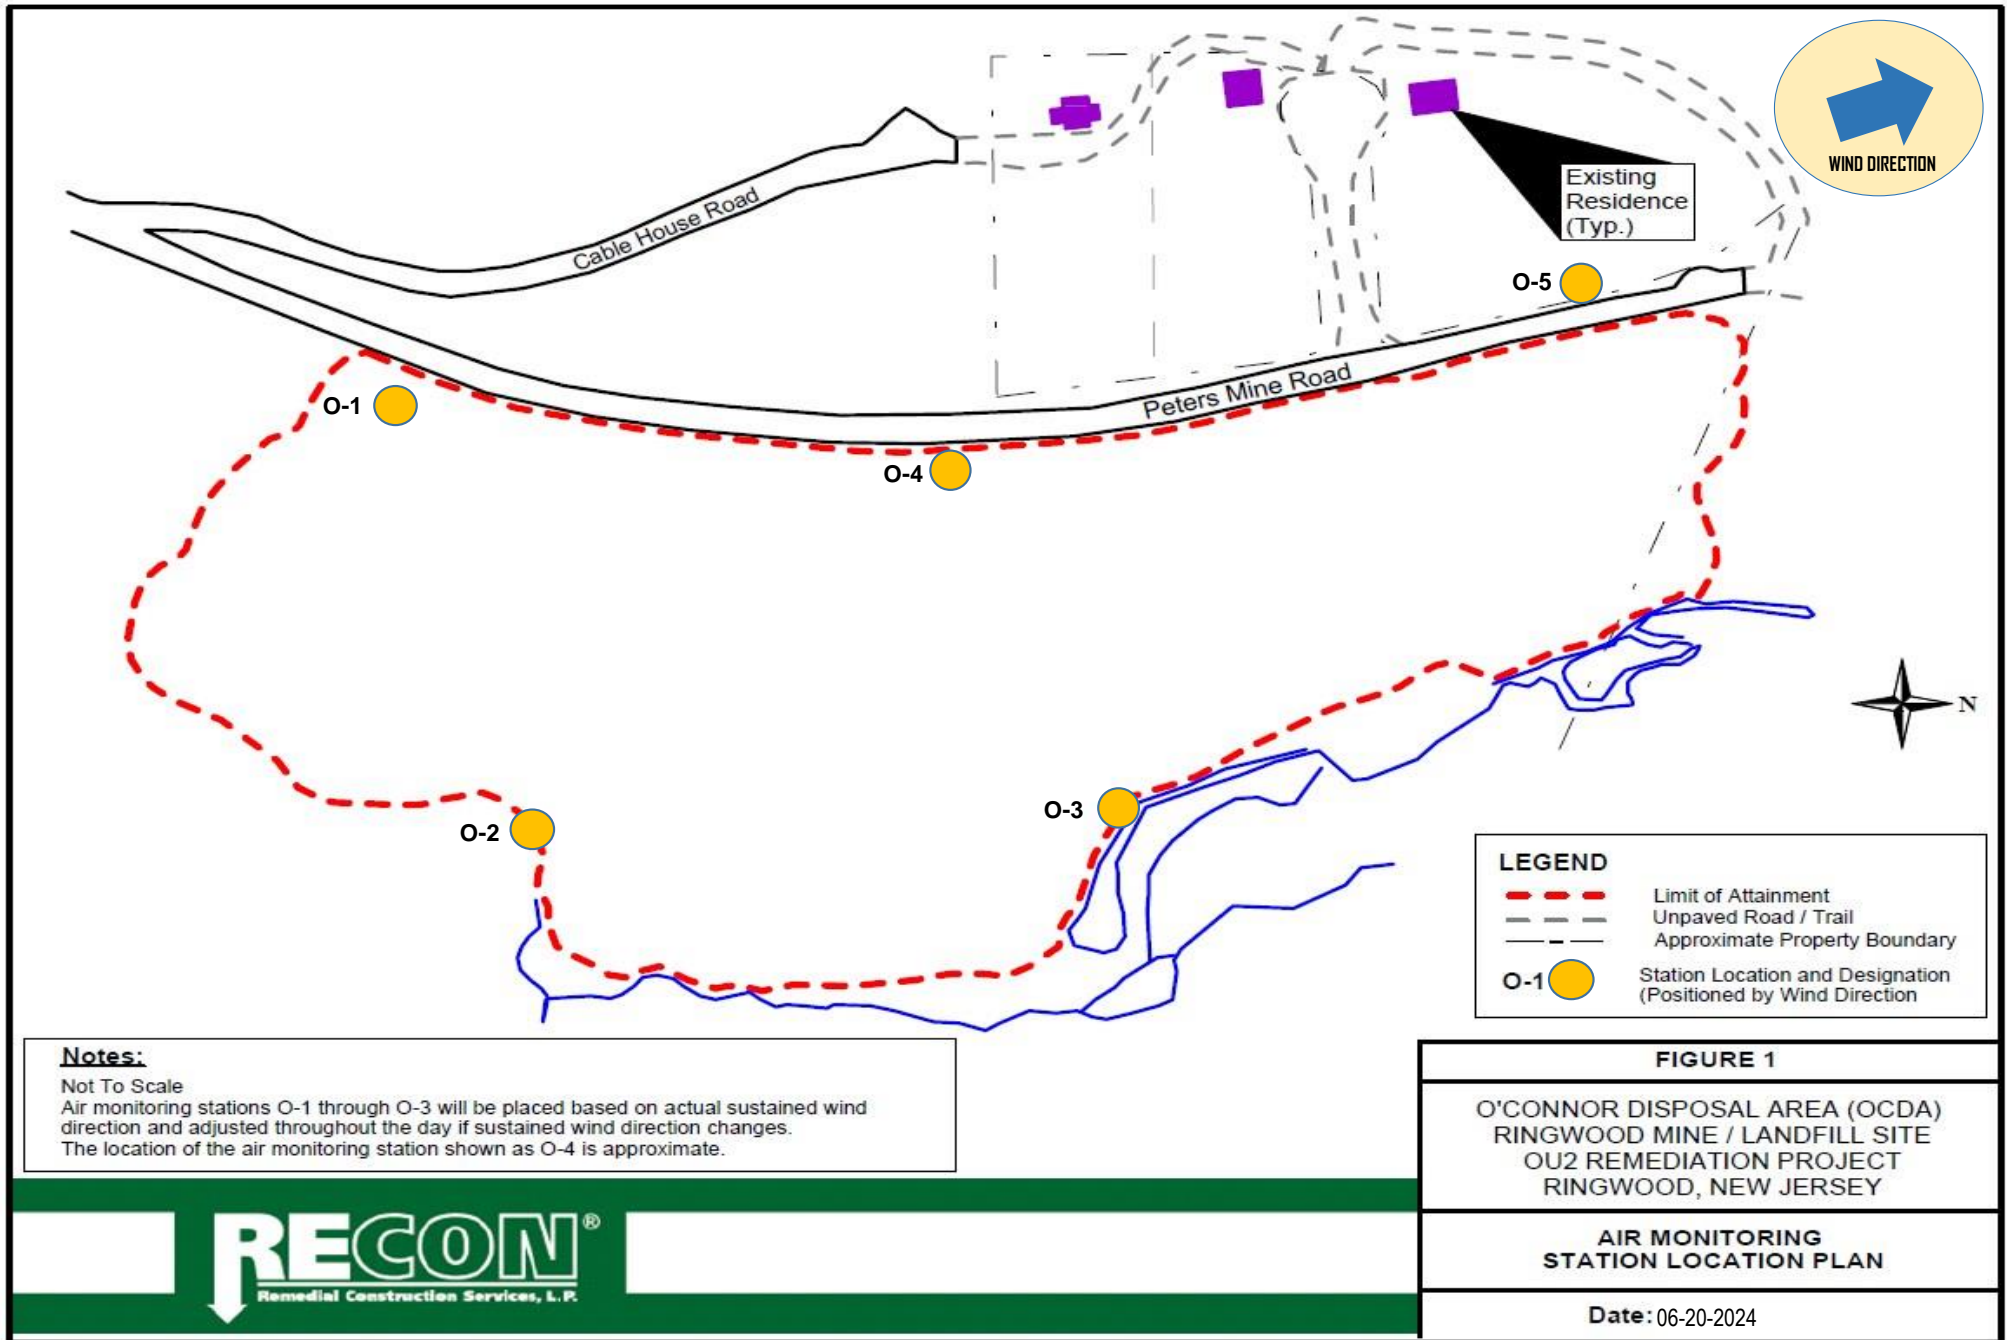 WIND DIRECTION
Existing
Residence
(Typ.)
Cable House Road
O-5
Peters Mine Road
O-1
O-4
N
O-3
O-2
LEGEND
Limit of Attainment
Unpaved Road / Trail
Approximate Property Boundary
O-1
Station Location and Designation
(Positioned by Wind Direction
Notes:
Not To Scale
Air monitoring stations O-1 through O-3 will be placed based on actual sustained wind
direction and adjusted throughout the day if sustained wind direction changes.
The location of the air monitoring station shown as O-4 is approximate.
FIGURE 1
O'CONNOR DISPOSAL AREA (OCDA)
RINGWOOD MINE / LANDFILL SITE
OU2 REMEDIATION PROJECT
RINGWOOD, NEW JERSEY
AIR MONITORING
STATION LOCATION PLAN
Date: 06-20-2024
RECON®
Remedial Construction Services, L.P.